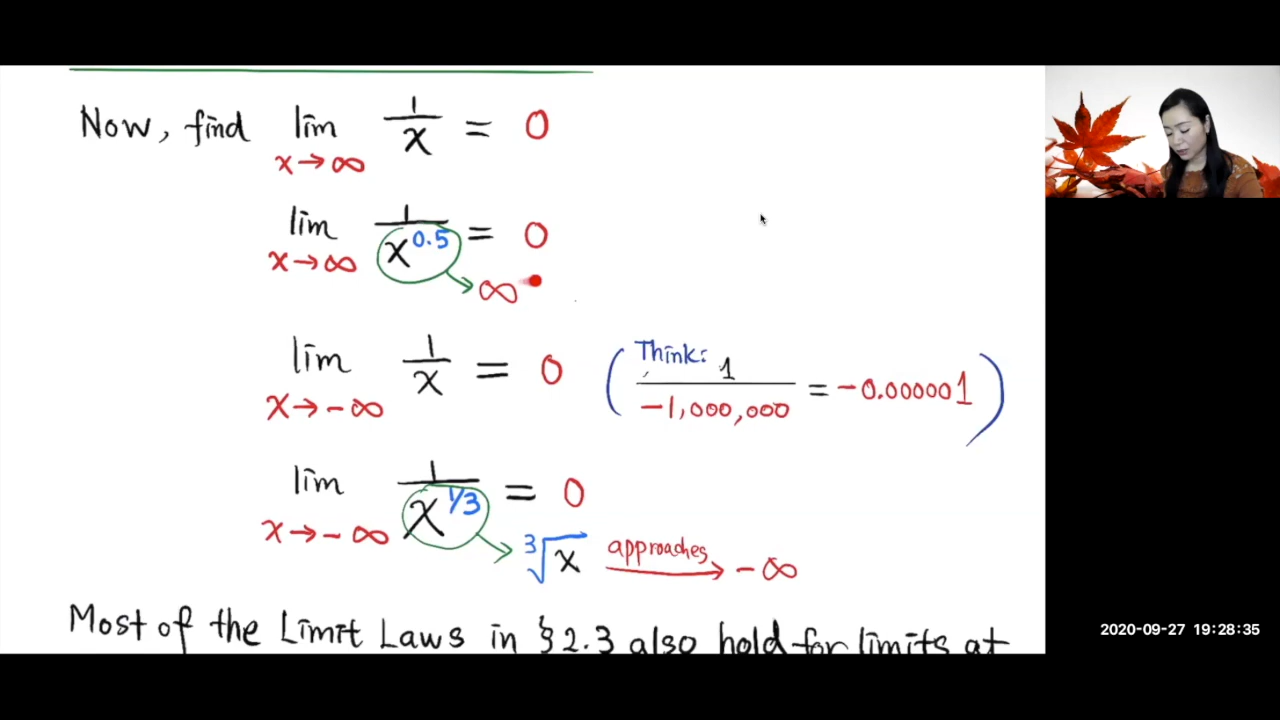 Now, find lim x→∞ 1/x = 0
lim x→∞ 1/x^0.5 = 0
→ ∞
lim x→-∞ 1/x = 0 (Think: 1/-1,000,000 = -0.000001)
lim x→-∞ 1/x^1/3 = 0
→ ³√x approaches → -∞
Most of the Limit Laws in §2.3 also hold for limits at
2020-09-27 19:28:35